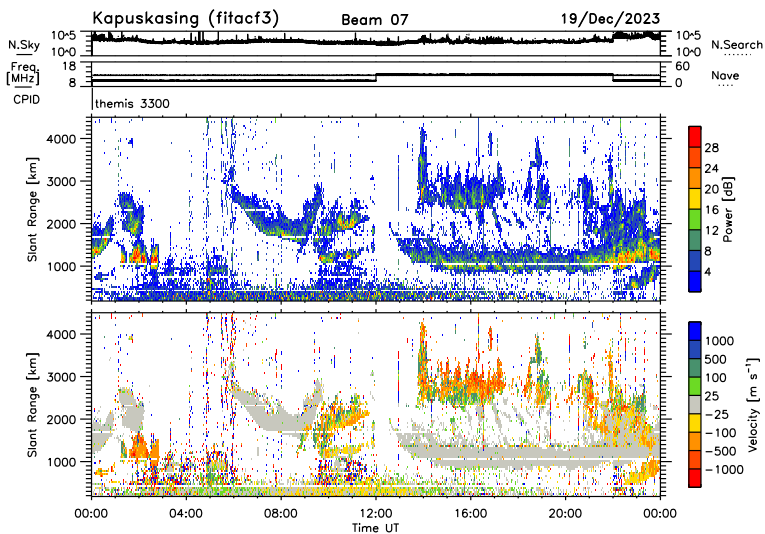 Kapuskasing (fitacf3) Beam 07 19/Dec/2023
N.Sky 10^5 10^5 N.Search
10^0 10^0
Freq. 18 60 Nave
[MHz] 8 0
CPID themis 3300
4000
3000
2000
1000
Slant Range [km]
28
24
20
16
12
8
4
Power [dB]
4000
3000
2000
1000
Slant Range [km]
1000
500
100
25
−25
−100
−500
−1000
Velocity [m s⁻¹]
00:00 04:00 08:00 12:00 16:00 20:00 00:00
Time UT